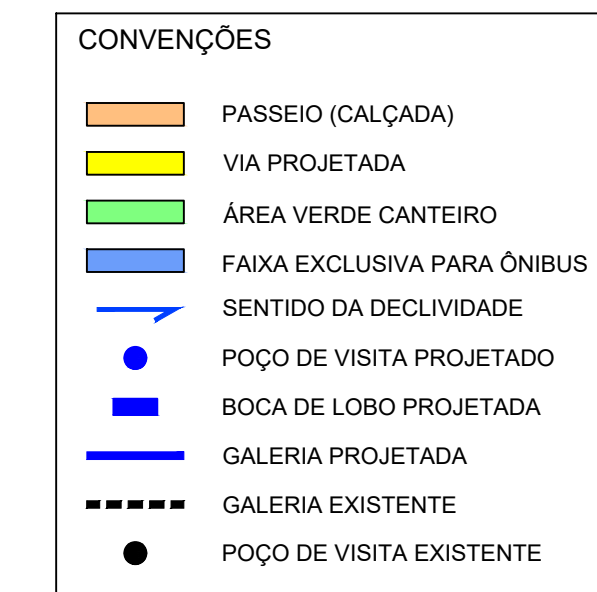 CONVENÇÕES
PASSEIO (CALÇADA)
VIA PROJETADA
ÁREA VERDE CANTEIRO
FAIXA EXCLUSIVA PARA ÔNIBUS
SENTIDO DA DECLIVIDADE
POÇO DE VISITA PROJETADO
BOCA DE LOBO PROJETADA
GALERIA PROJETADA
GALERIA EXISTENTE
POÇO DE VISITA EXISTENTE